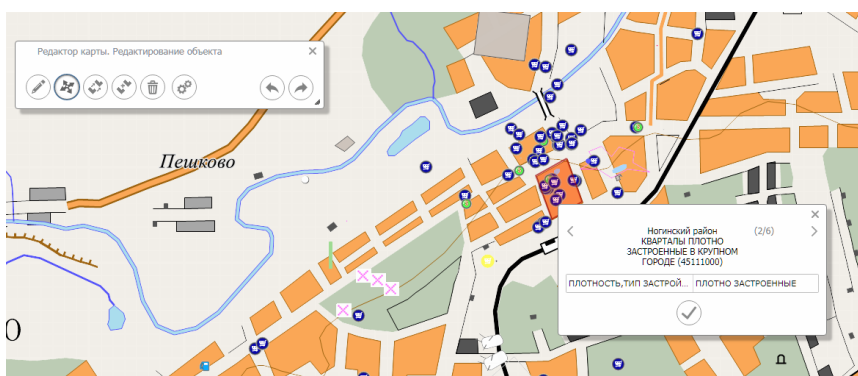 Редактор карты. Редактирование объекта
Пешково
Ногинский район (2/6)
КВАРТАЛЫ ПЛОТНО
ЗАСТРОЕННЫЕ В КРУПНОМ
ГОРОДЕ (45111000)
ПЛОТНОСТЬ,ТИП ЗАСТРОЙ... ПЛОТНО ЗАСТРОЕННЫЕ
О